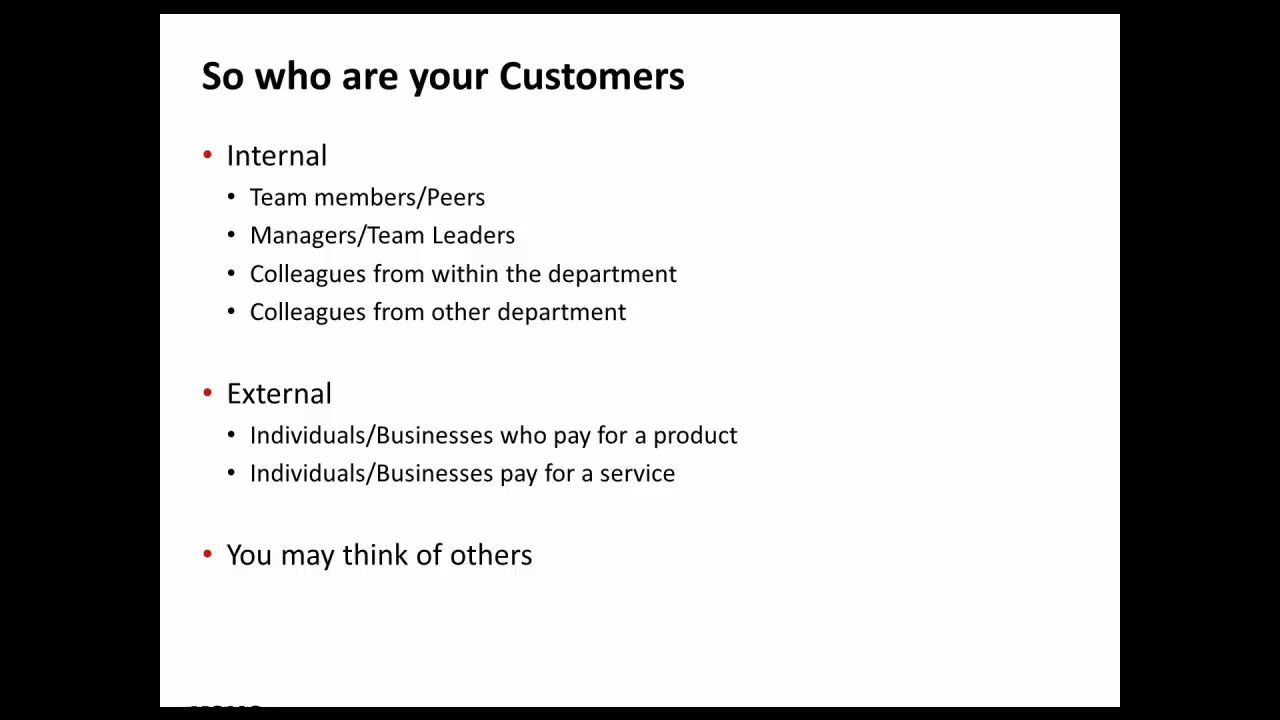 So who are your Customers
• Internal
• Team members/Peers
• Managers/Team Leaders
• Colleagues from within the department
• Colleagues from other department
• External
• Individuals/Businesses who pay for a product
• Individuals/Businesses pay for a service
• You may think of others